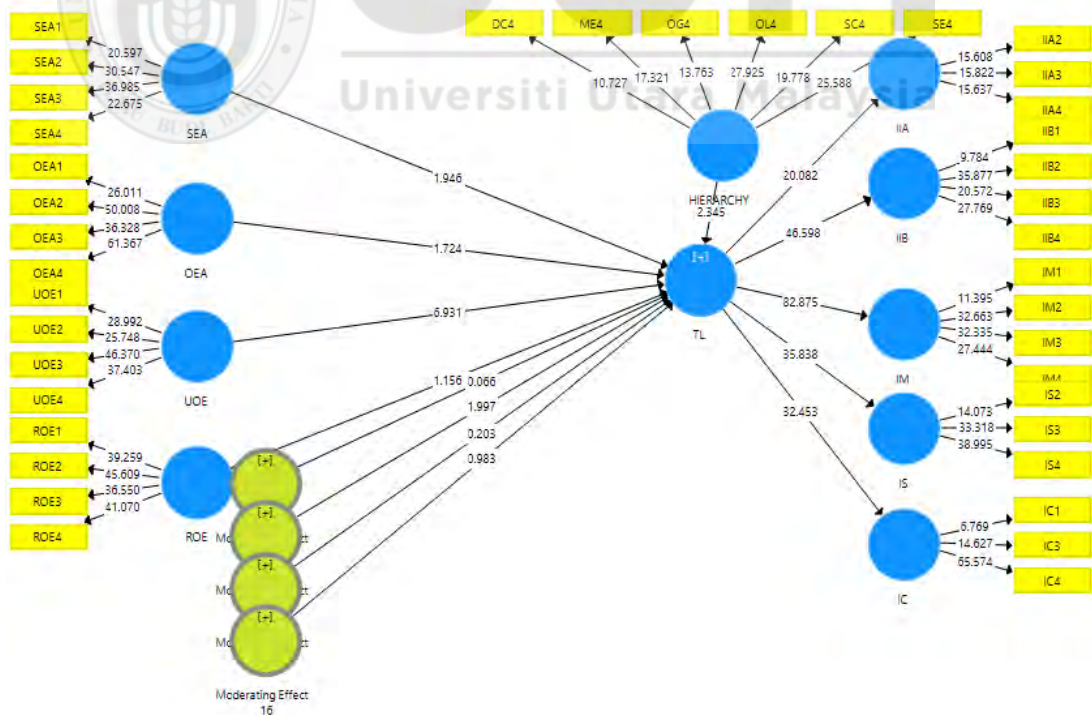 SEA1
SEA2
SEA3
SEA4
20.597
30.547
36.985
22.675
SEA
OEA1
OEA2
OEA3
OEA4
26.011
50.008
36.328
61.367
OEA
UOE1
UOE2
UOE3
UOE4
28.992
25.748
46.370
37.403
UOE
ROE1
ROE2
ROE3
ROE4
39.259
45.609
36.550
41.070
ROE
[+]
[+]
[+]
[+]
Moderating Effect
16
1.946
1.724
6.931
1.156
0.066
1.997
0.203
0.983
DC4
ME4
OG4
OL4
SC4
SE4
10.727
17.321
13.763
27.925
19.778
25.588
Universiti Utara Malaysia
HIERARCHY
2.345
[+]
TL
20.082
46.598
82.875
35.838
32.453
IIA
15.608
15.822
15.637
IIA2
IIA3
IIA4
IIB
9.784
35.877
20.572
27.769
IIB1
IIB2
IIB3
IIB4
IM
11.395
32.663
32.335
27.444
IM1
IM2
IM3
IM4
IS
14.073
33.318
38.995
IS2
IS3
IS4
IC
6.769
14.627
65.574
IC1
IC3
IC4